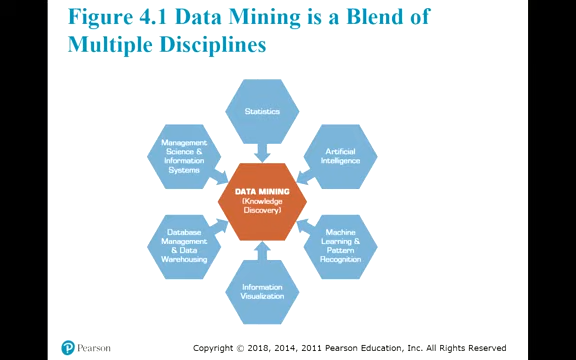 Figure 4.1 Data Mining is a Blend of
Multiple Disciplines
Statistics
Management
Science &
Information
Systems
Artificial
Intelligence
DATA MINING
(Knowledge
Discovery)
Database
Management
& Data
Warehousing
Machine
Learning &
Pattern
Recognition
Information
Visualization
Pearson
Copyright © 2018, 2014, 2011 Pearson Education, Inc. All Rights Reserved